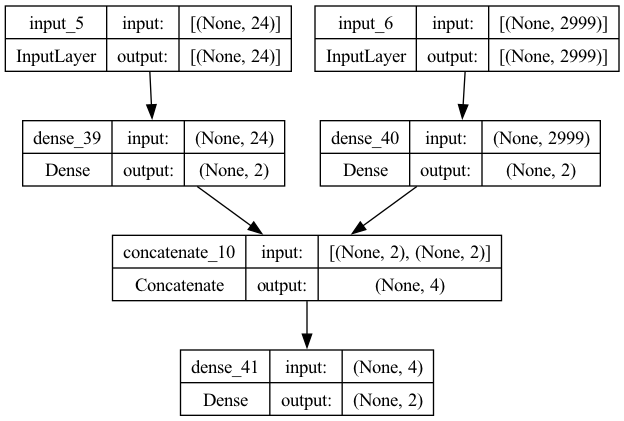 input_5 input: [(None, 24)]
InputLayer output: [(None, 24)]
input_6 input: [(None, 2999)]
InputLayer output: [(None, 2999)]
dense_39 input: (None, 24)
Dense output: (None, 2)
dense_40 input: (None, 2999)
Dense output: (None, 2)
concatenate_10 input: [(None, 2), (None, 2)]
Concatenate output: (None, 4)
dense_41 input: (None, 4)
Dense output: (None, 2)